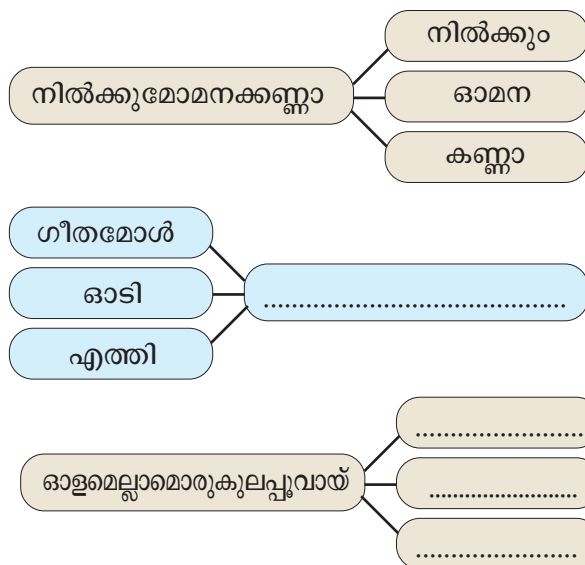 നിൽക്കുമോമനക്കണ്ണാ
നിൽക്കും
ഓമന
കണ്ണാ
ഗീതമോൾ
ഓടി
എത്തി
..........................................
ഓളമെല്ലാമൊരുകുലപ്പൂവായ്
........................
........................
........................